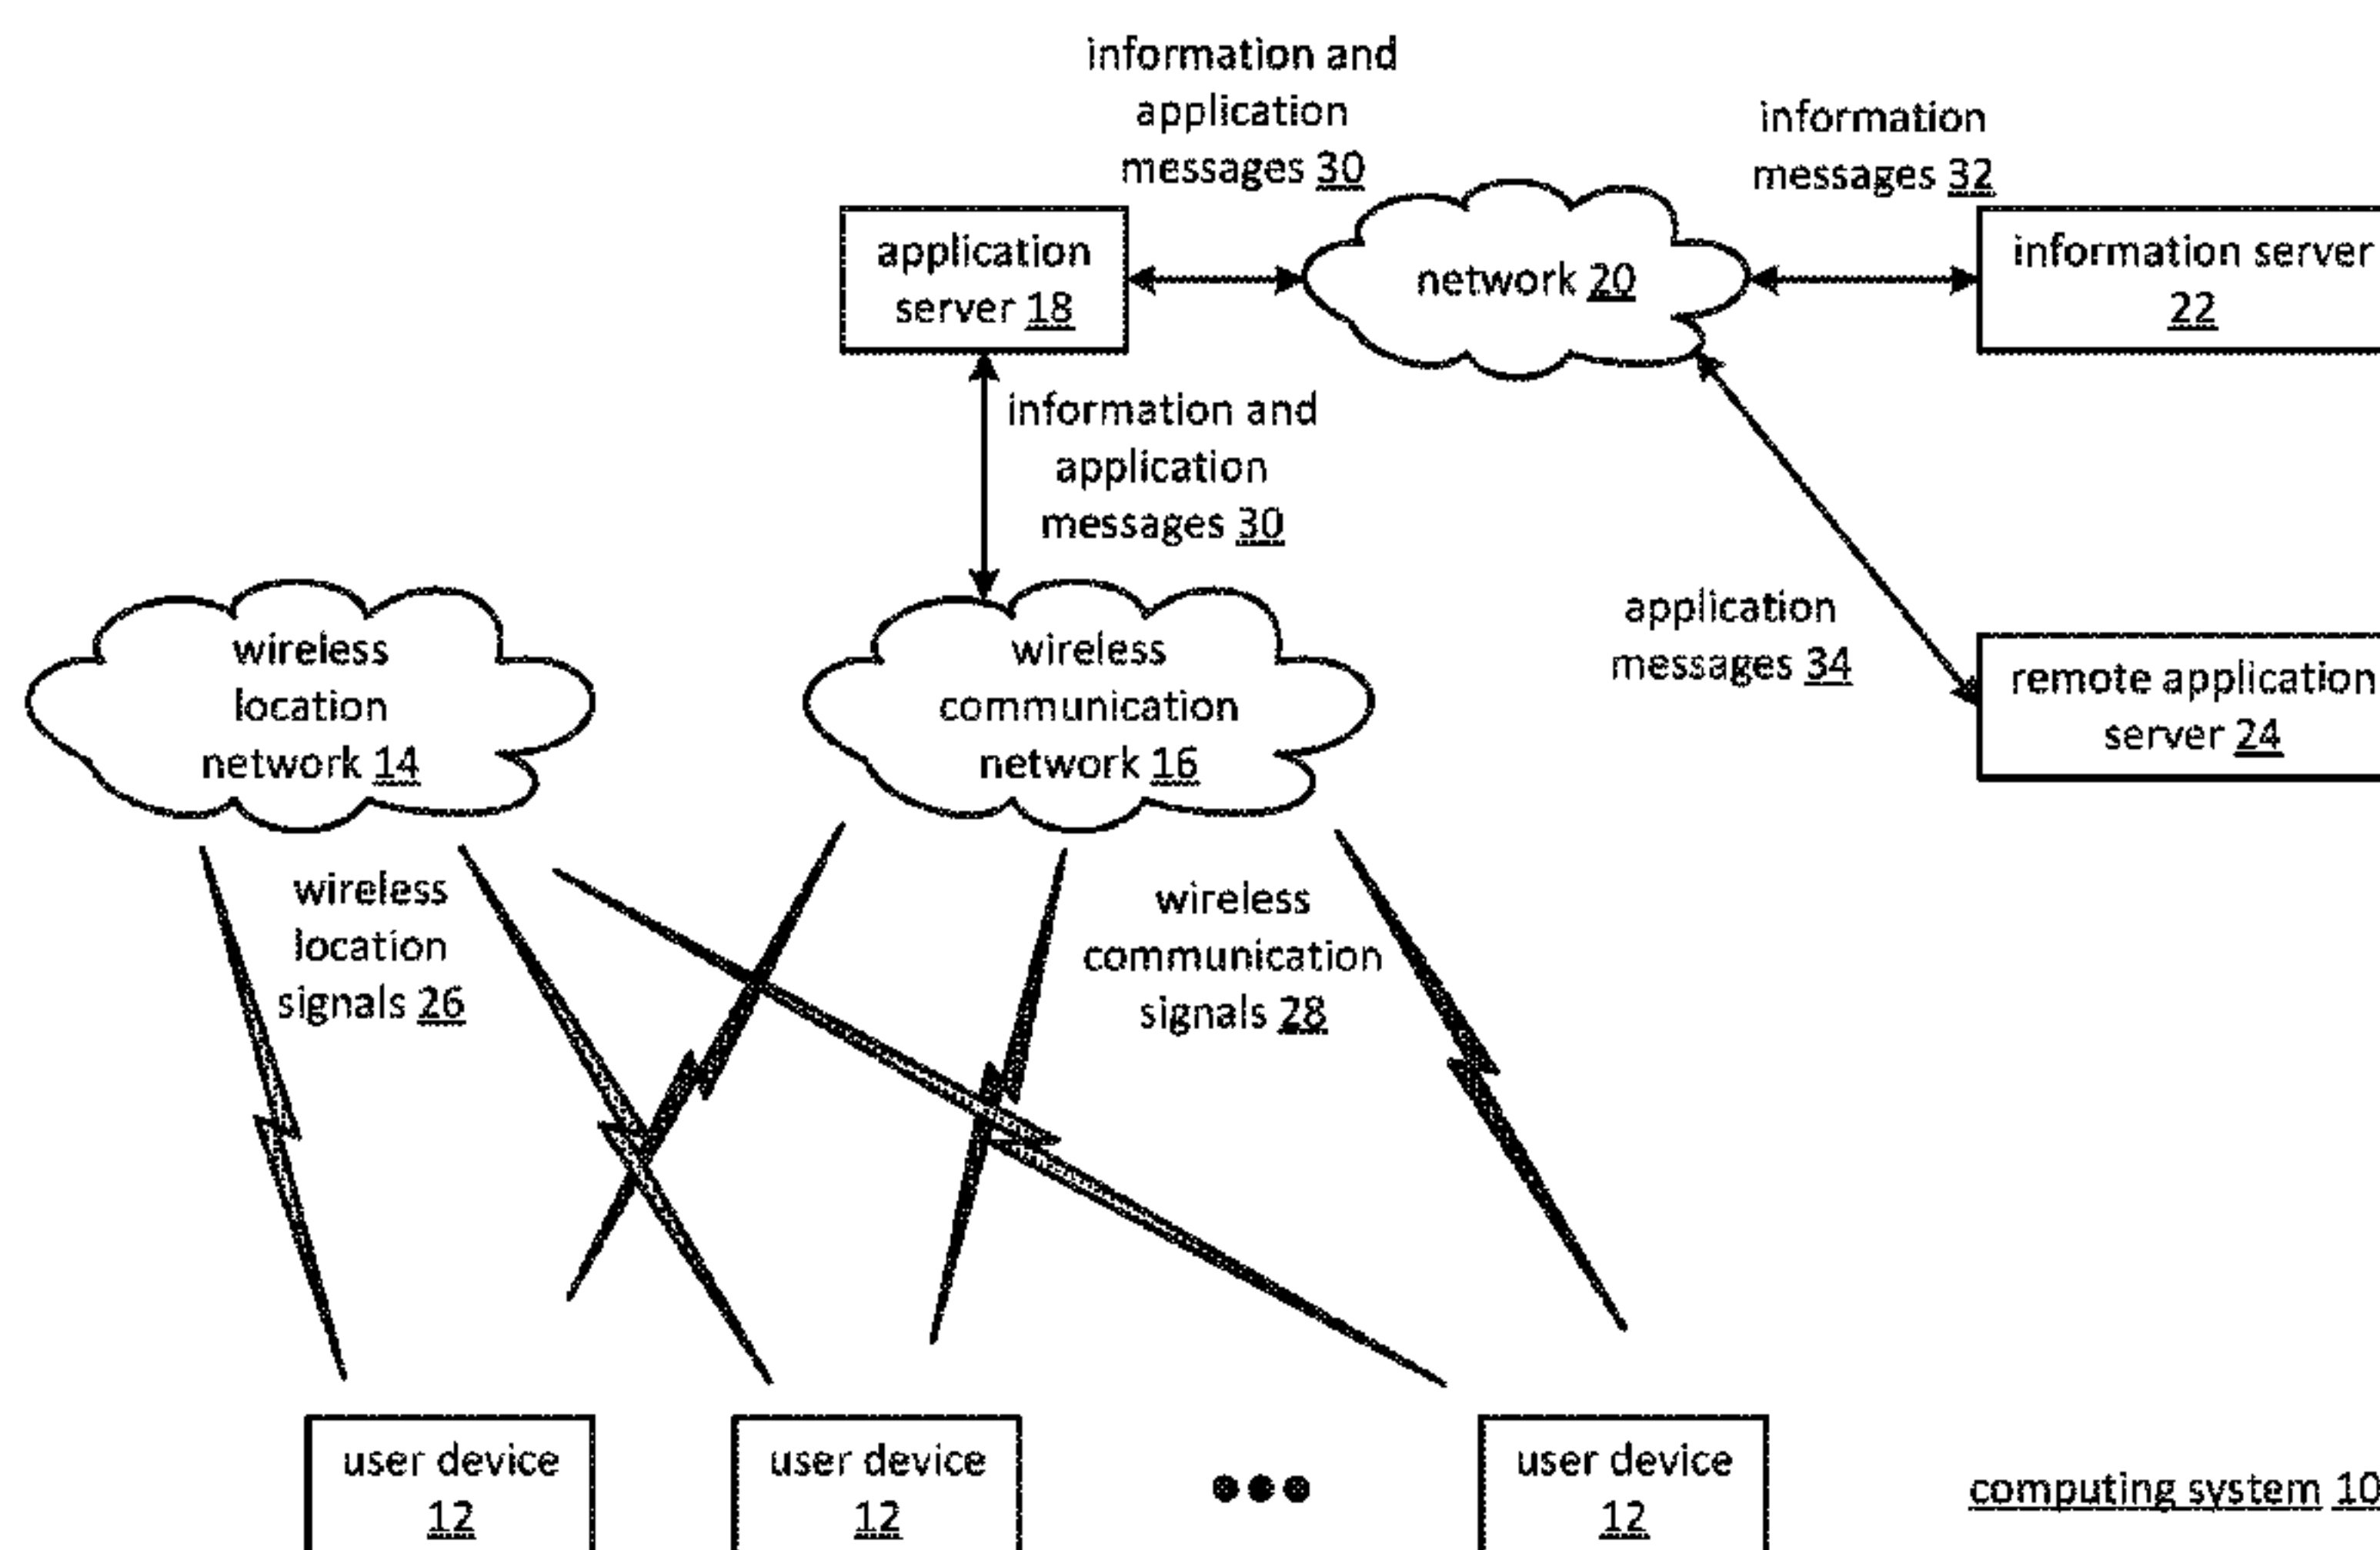 information and
application
messages 30
information
messages 32
application
server 18
network 20
information server
22
information and
application
messages 30
wireless
location
network 14
wireless
communication
network 16
application
messages 34
remote application
server 24
wireless
location
signals 26
wireless
communication
signals 28
user device
12
user device
12
user device
12
computing system 10